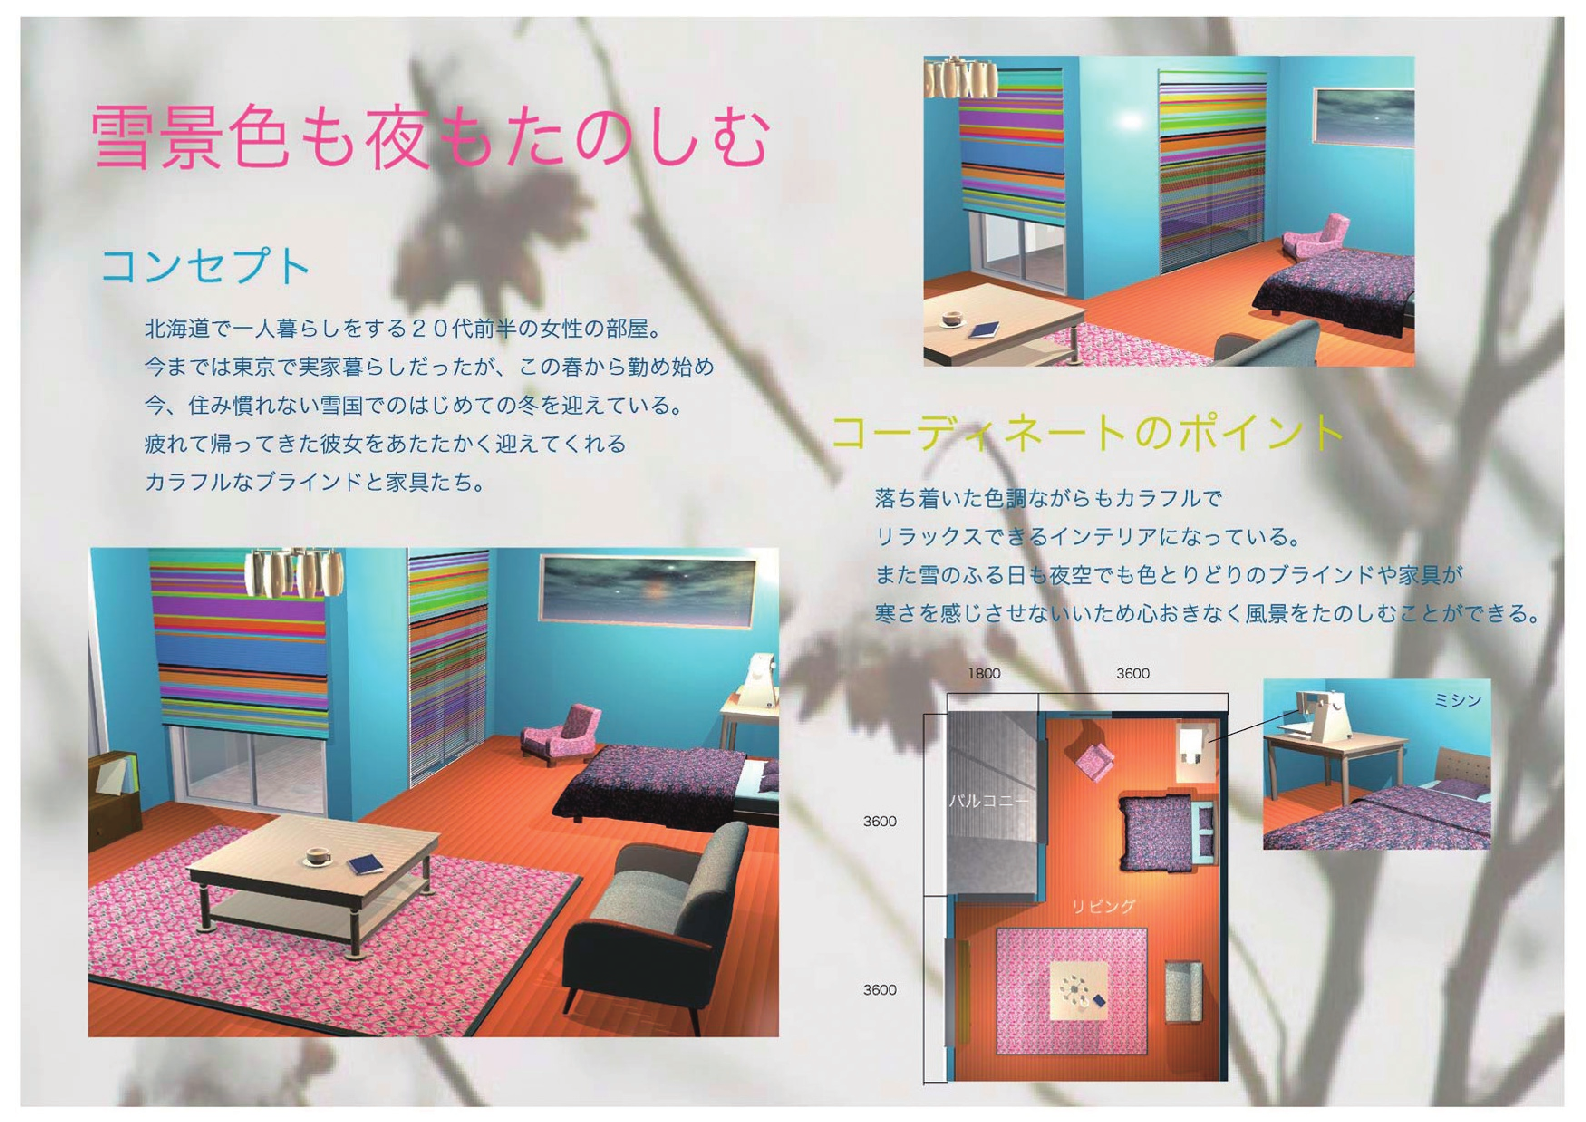 雪景色も夜もたのしむ
コンセプト
北海道で一人暮らしをする２０代前半の女性の部屋。
今までは東京で実家暮らしだったが、この春から勤め始め
今、住み慣れない雪国でのはじめての冬を迎えている。
疲れて帰ってきた彼女をあたたかく迎えてくれる
カラフルなブラインドと家具たち。
コーディネートのポイント
落ち着いた色調ながらもカラフルで
リラックスできるインテリアになっている。
また雪のふる日も夜空でも色とりどりのブラインドや家具が
寒さを感じさせないいため心おきなく風景をたのしむことができる。
1800
3600
ミシン
バルコニー
3600
リビング
3600